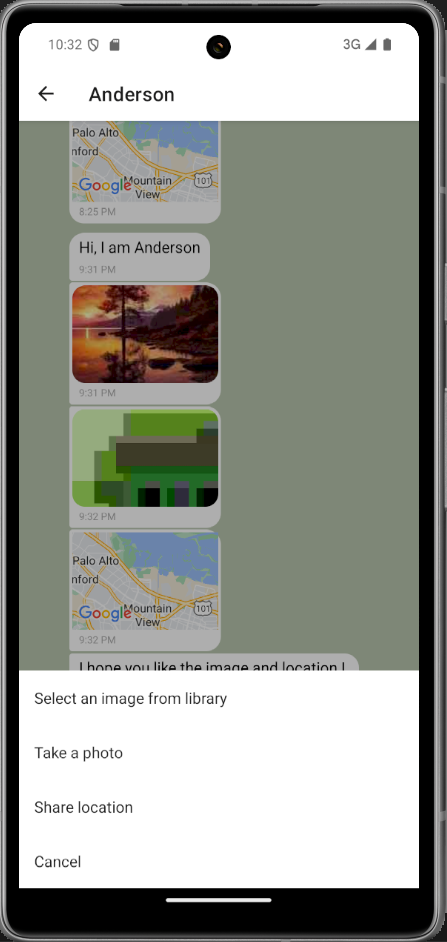 10:32
3G
Anderson
Palo Alto
nford
Mountain
View
101
Google
8:25 PM
Hi, I am Anderson
9:31 PM
9:31 PM
9:32 PM
Palo Alto
nford
Mountain
View
101
Google
9:32 PM
I hope you like the image and location I
Select an image from library
Take a photo
Share location
Cancel